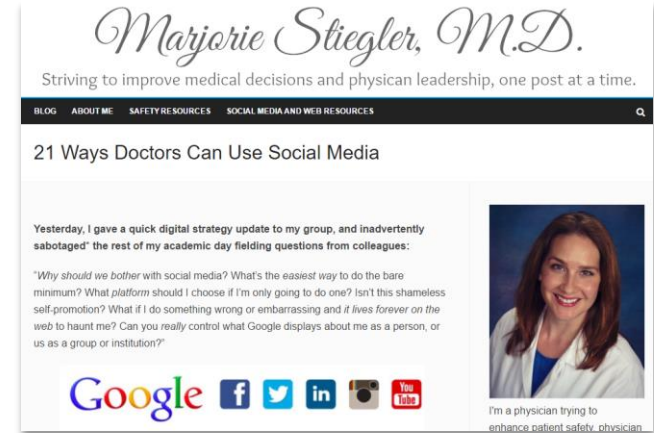 Marjorie Stiegler, M.D.
Striving to improve medical decisions and physician leadership, one post at a time.
BLOG ABOUT ME SAFETY RESOURCES SOCIAL MEDIA AND WEB RESOURCES
21 Ways Doctors Can Use Social Media
Yesterday, I gave a quick digital strategy update to my group, and inadvertently
sabotaged* the rest of my academic day fielding questions from colleagues:
"Why should we bother with social media? What's the easiest way to do the bare
minimum? What platform should I choose if I'm only going to do one? Isn't this shameless
self-promotion? What if I do something wrong or embarrassing and it lives forever on the
web to haunt me? Can you really control what Google displays about me as a person, or
us as a group or institution?"
Google f in You Tube
I'm a physician trying to
enhance patient safety, physician